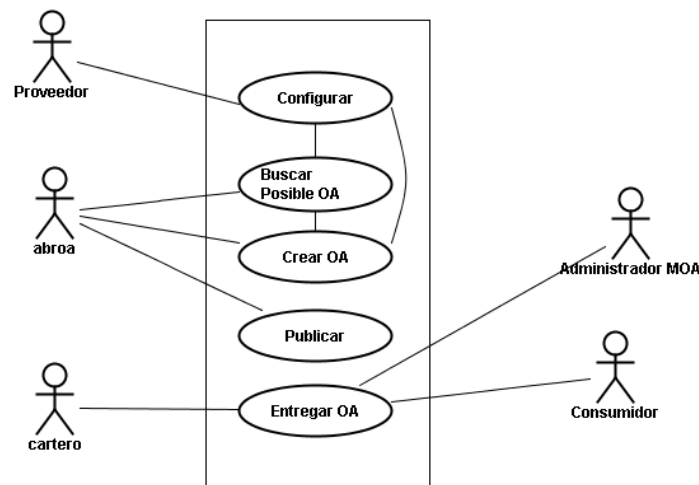 Proveedor
Configurar
Buscar
Posible OA
abroa
Crear OA
Administrador MOA
Publicar
Entregar OA
Consumidor
cartero